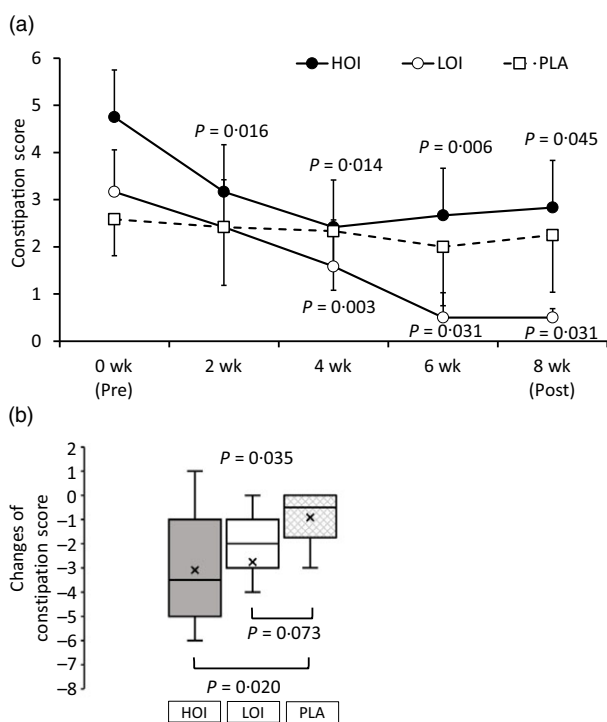 (a)
6
5
4
3
2
1
0
Constipation score
HOI LOI PLA
P = 0·016
P = 0·014
P = 0·006
P = 0·045
P = 0·003
P = 0·031
P = 0·031
0 wk 2 wk 4 wk 6 wk 8 wk
(Pre) (Post)
(b)
2
1
0
–1
–2
–3
–4
–5
–6
–7
–8
Changes of
constipation score
P = 0·035
P = 0·073
P = 0·020
HOI LOI PLA